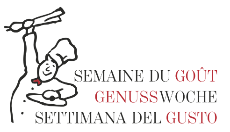 SEMAINE DU GOÛT
GENUSSWOCHE
SETTIMANA DEL GUSTO